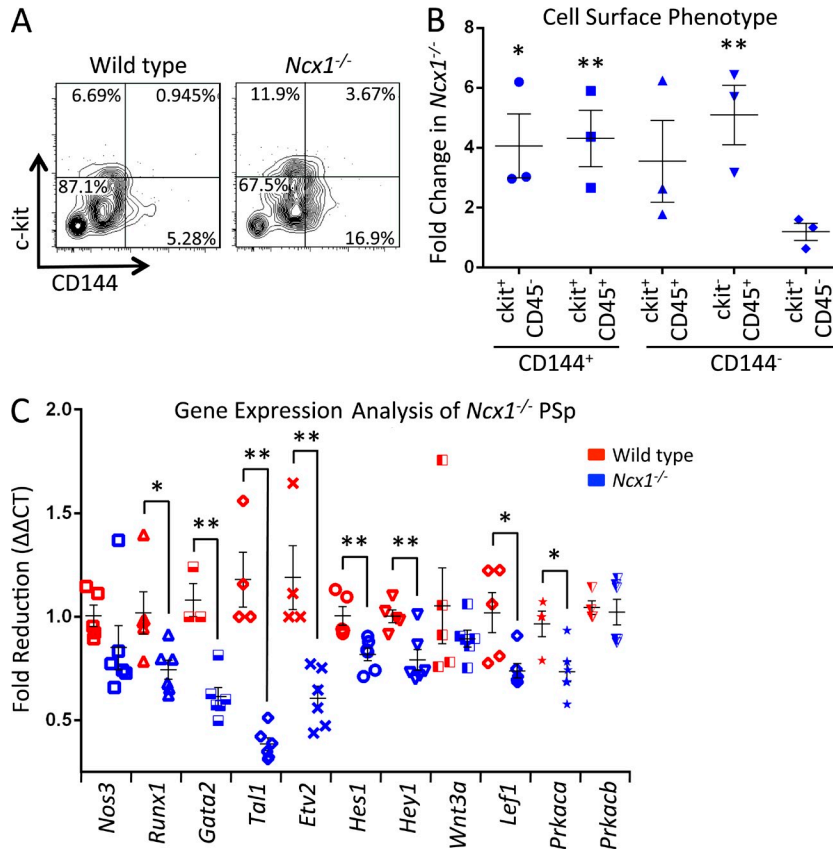 A
Wild type
Ncx1-/-
6.69%
0.945%
87.1%
5.28%
11.9%
3.67%
67.5%
16.9%
c-kit
CD144
B
Cell Surface Phenotype
Fold Change in Ncx1-/-
8
6
4
2
0
*
**
**
ckit+
CD45-
ckit+
CD45+
ckit+
CD45+
ckit-
CD45+
ckit-
CD45-
CD144+
CD144-
C
Gene Expression Analysis of Ncx1-/- PSp
Wild type
Ncx1-/-
Fold Reduction (ΔΔCT)
2.0
1.5
1.0
0.5
*
**
**
**
**
**
*
*
Nos3
Runx1
Gata2
Tal1
Etv2
Hes1
Hey1
Wnt3a
Lef1
Prkaca
Prkacb